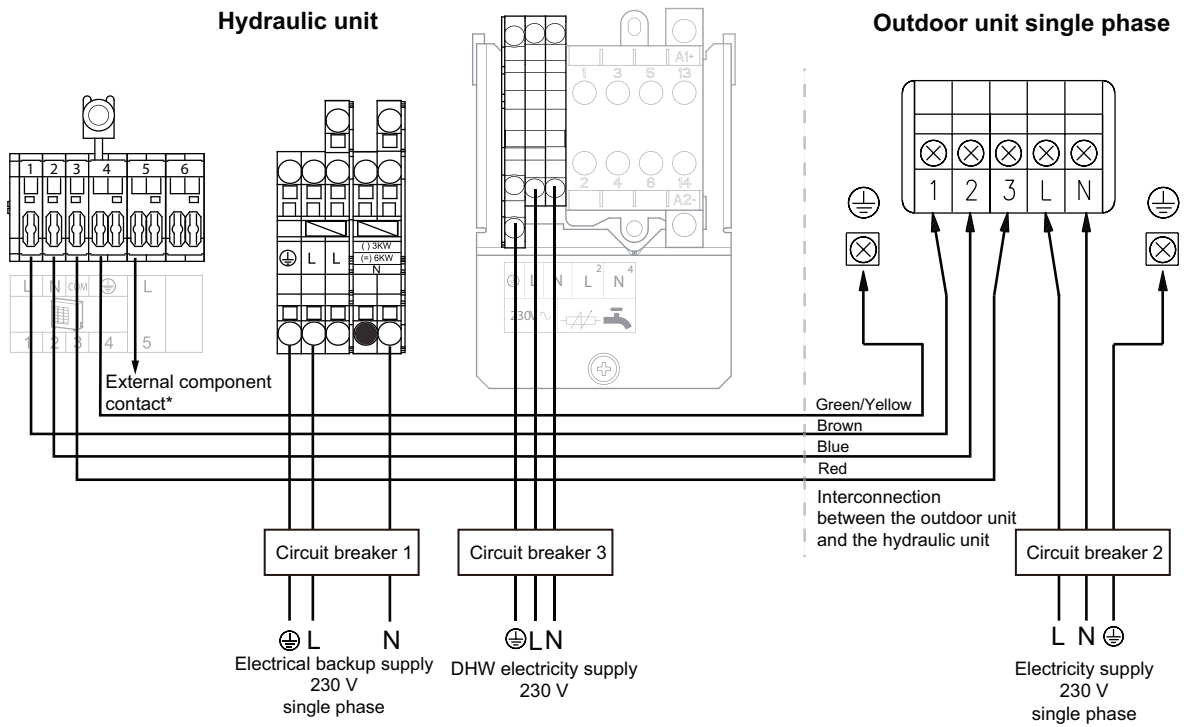 Hydraulic unit
Outdoor unit single phase
A1+
1 3 5 13
2 4 6 14
A2-
1 2 3 4 5 6
L N COM L
1 2 3 4 5
L L
( ) 3KW
(=) 6KW
N
L N L 2 N 4
230V ~
1 2 3 L N
External component
contact*
Green/Yellow
Brown
Blue
Red
Interconnection
between the outdoor unit
and the hydraulic unit
Circuit breaker 1
Circuit breaker 3
Circuit breaker 2
L N
L N
L N
Electrical backup supply
230 V
single phase
DHW electricity supply
230 V
Electricity supply
230 V
single phase